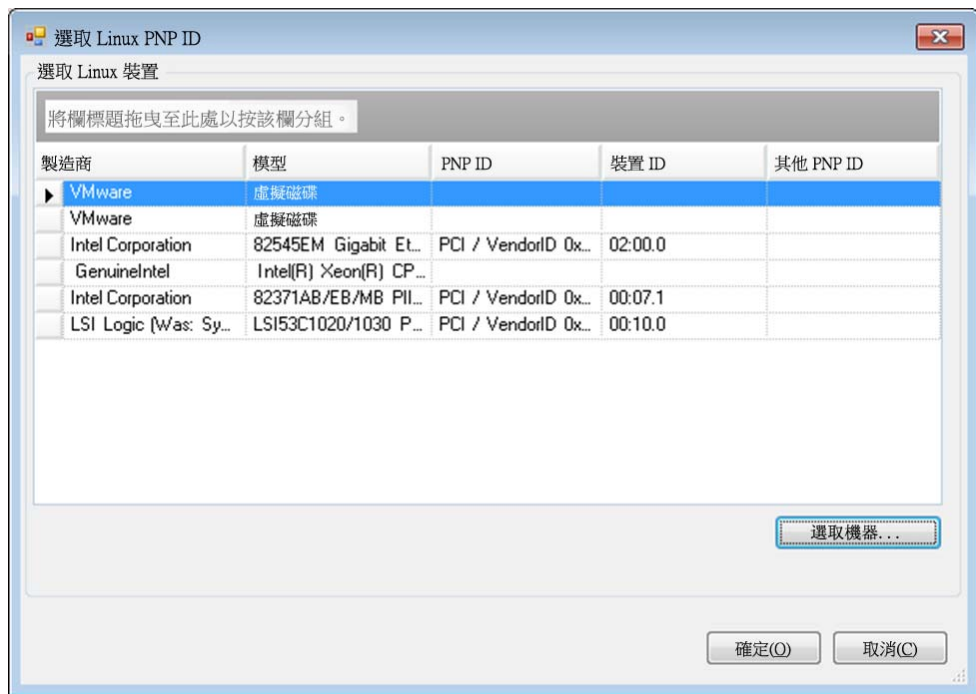 選取 Linux PNP ID
選取 Linux 裝置
將欄標題拖曳至此處以按該欄分組。
製造商 模型 PNP ID 裝置 ID 其他 PNP ID
VMware 虛擬磁碟
VMware 虛擬磁碟
Intel Corporation 82545EM Gigabit Et... PCI / VendorID 0x... 02:00.0
GenuineIntel Intel(R) Xeon(R) CP...
Intel Corporation 82371AB/EB/MB PII... PCI / VendorID 0x... 00:07.1
LSI Logic (Was: Sy... LSI53C1020/1030 P... PCI / VendorID 0x... 00:10.0
選取機器...
確定(O) 取消(C)